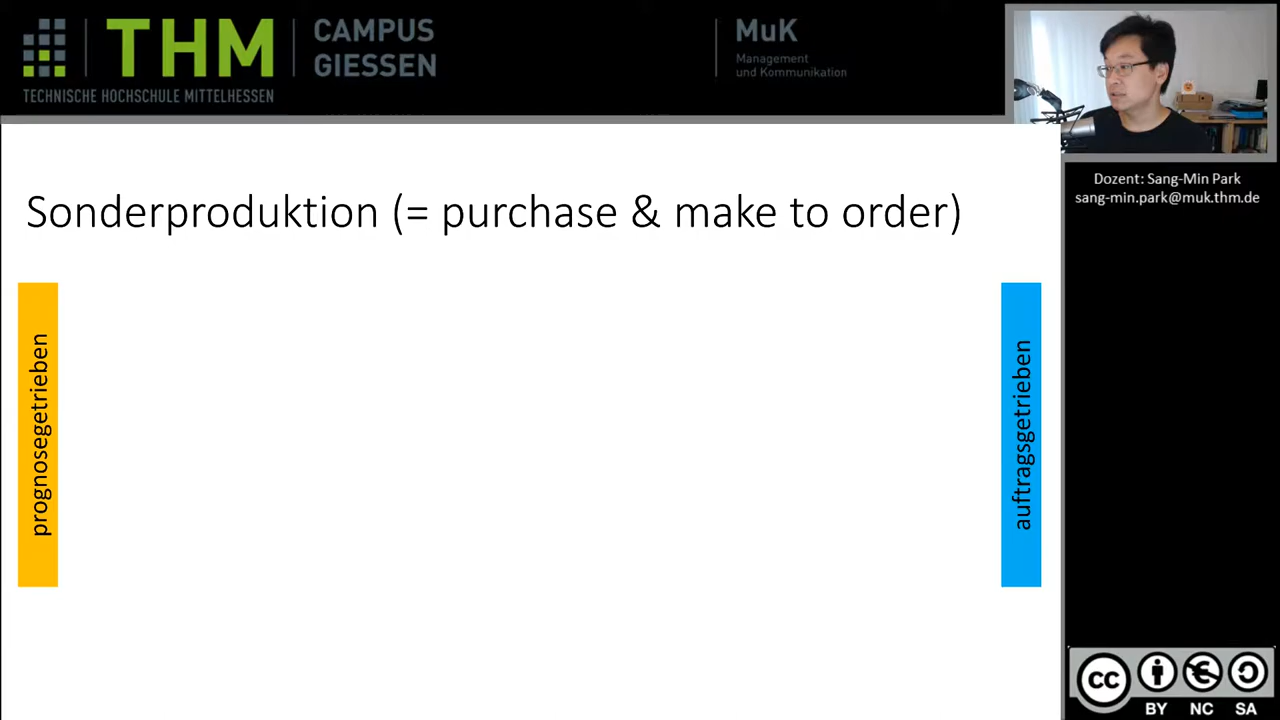 THM
CAMPUS
GIESSEN
TECHNISCHE HOCHSCHULE MITTELHESSEN
MuK
Management
und Kommunikation
Dozent: Sang-Min Park
sang-min.park@muk.thm.de
Sonderproduktion (= purchase & make to order)
prognosegetrieben
auftragsgetrieben
CC
BY NC SA